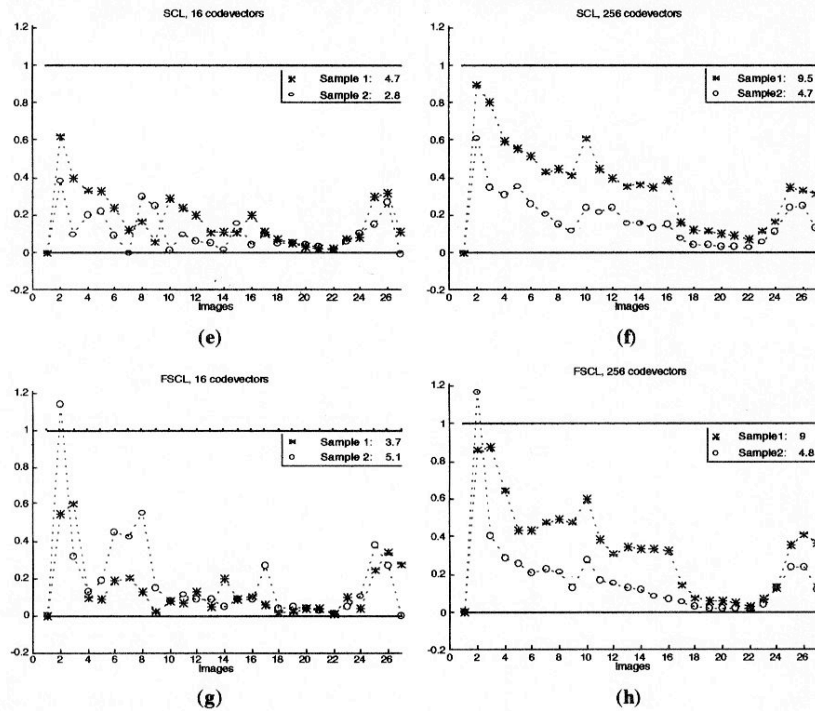 SCL, 16 codevectors
1.2
1
0.8
0.6
0.4
0.2
0
-0.2
Sample 1: 4.7
Sample 2: 2.8
0 2 4 6 8 10 12 14 16 18 20 22 24 26
Images
(e)
SCL, 256 codevectors
1.2
1
0.8
0.6
0.4
0.2
0
-0.2
Sample1: 9.5
Sample2: 4.7
0 2 4 6 8 10 12 14 16 18 20 22 24 26
Images
(f)
FSCL, 16 codevectors
1.2
1
0.8
0.6
0.4
0.2
0
-0.2
Sample 1: 3.7
Sample 2: 5.1
0 2 4 6 8 10 12 14 16 18 20 22 24 26
Images
(g)
FSCL, 256 codevectors
1.2
1
0.8
0.6
0.4
0.2
0
-0.2
Sample1: 9
Sample2: 4.8
0 2 4 6 8 10 12 14 16 18 20 22 24 26
Images
(h)